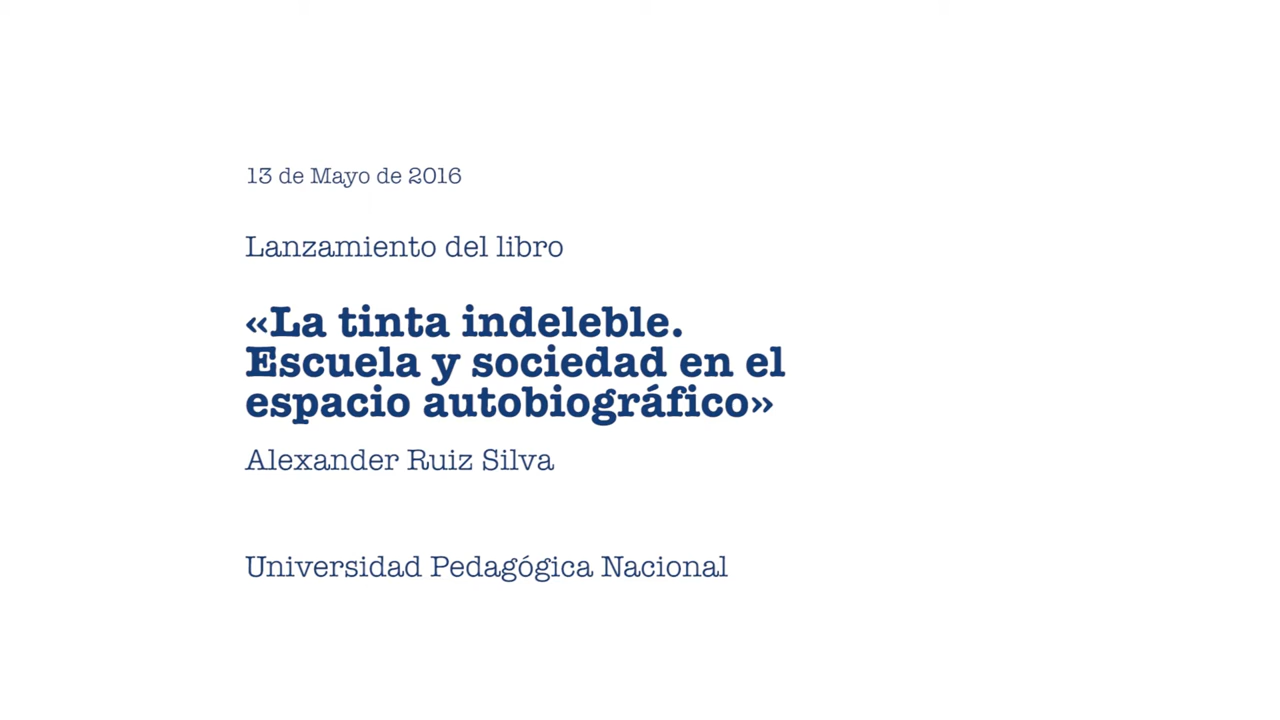 13 de Mayo de 2016
Lanzamiento del libro
«La tinta indeleble.
Escuela y sociedad en el
espacio autobiográfico»
Alexander Ruiz Silva
Universidad Pedagógica Nacional